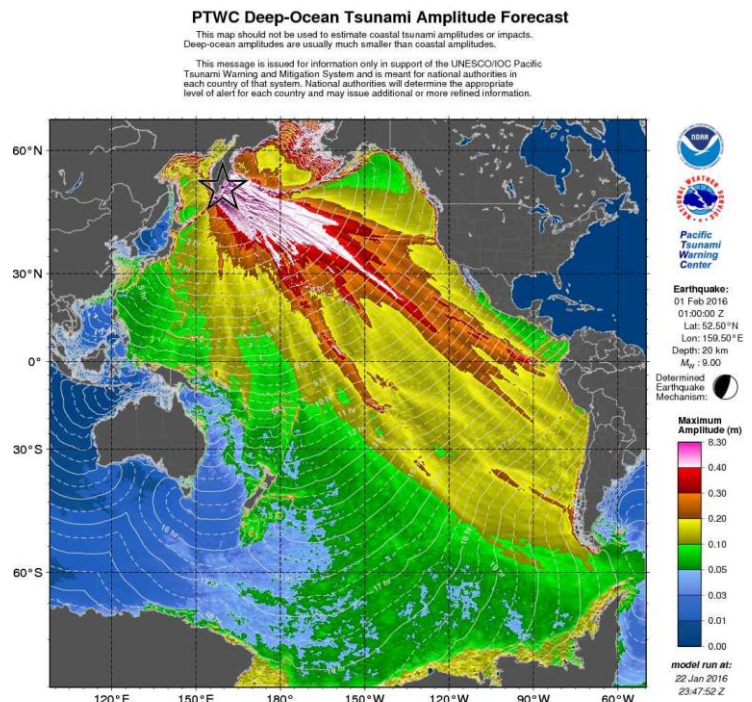 PTWC Deep-Ocean Tsunami Amplitude Forecast
This map should not be used to estimate coastal tsunami amplitudes or impacts.
Deep-ocean amplitudes are usually much smaller than coastal amplitudes.
This message is issued for information only in support of the UNESCO/IOC Pacific
Tsunami Warning and Mitigation System and is meant for national authorities in
each country of that system. National authorities will determine the appropriate
level of alert for each country and may issue additional or more refined information.
60°N
30°N
0°
30°S
60°S
120°E
150°E
180°
150°W
120°W
90°W
60°W
NOAA
NATIONAL WEATHER SERVICE
Pacific
Tsunami
Warning
Center
Earthquake:
01 Feb 2016
01:00:00 Z
Lat: 52.50°N
Lon: 159.50°E
Depth: 20 km
Mw : 9.00
Determined
Earthquake
Mechanism:
Maximum
Amplitude (m)
8.30
0.40
0.30
0.20
0.10
0.05
0.03
0.01
0.00
model run at:
22 Jan 2016
23:47:52 Z